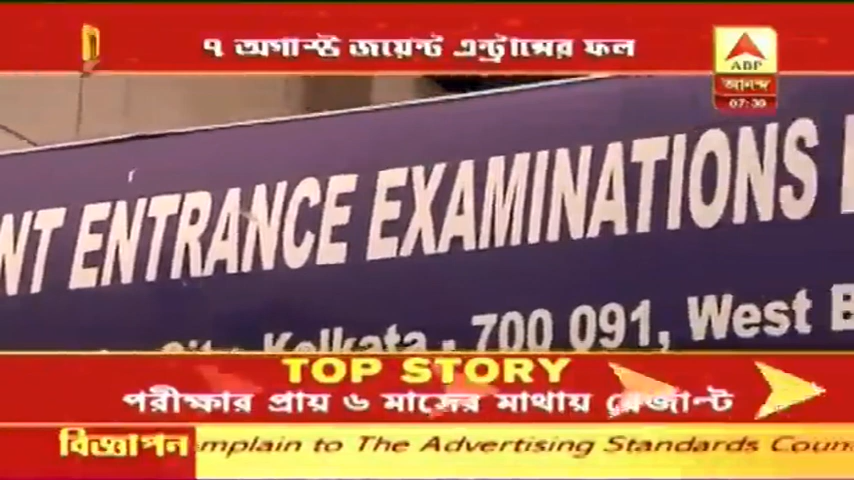 ৭ অগাস্ট জয়েন্ট এন্ট্রান্সের ফল
ABP
আনন্দ
07:30
NT ENTRANCE EXAMINATIONS
Kolkata - 700 091, West
TOP STORY
পরীক্ষার প্রায় ৬ মাসের মাথায় রেজাল্ট
বিজ্ঞাপন mplain to The Advertising Standards Coun